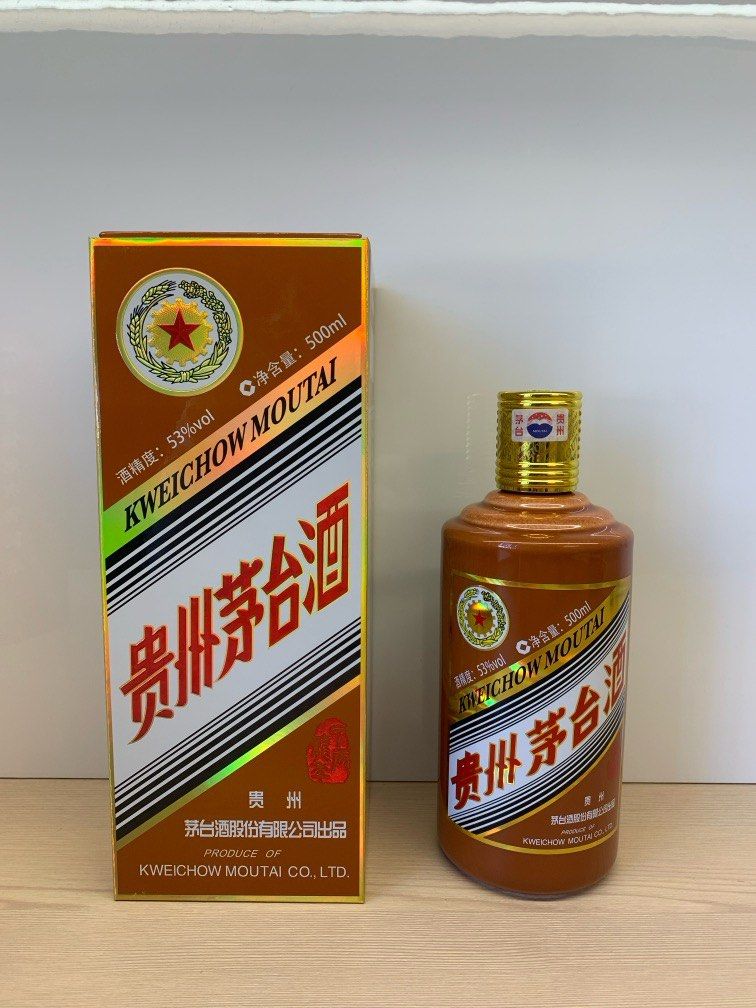 酒精度：53%vol 净含量：500ml
KWEICHOW MOUTAI
贵州茅台酒
贵州
茅台酒股份有限公司出品
PRODUCE OF
KWEICHOW MOUTAI CO., LTD.
茅台 贵州
MOUTAI
酒精度：53%vol 净含量：500ml
KWEICHOW MOUTAI
贵州茅台酒
贵州
茅台酒股份有限公司出品
PRODUCE OF
KWEICHOW MOUTAI CO., LTD.